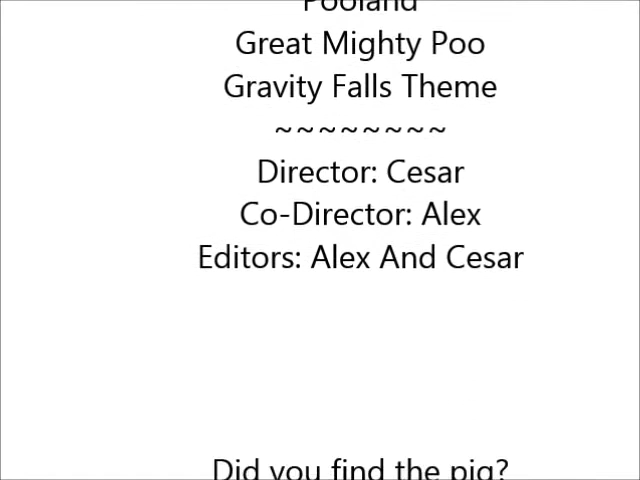 Pooland
Great Mighty Poo
Gravity Falls Theme
~~~~~~~~
Director: Cesar
Co-Director: Alex
Editors: Alex And Cesar
Did you find the pig?